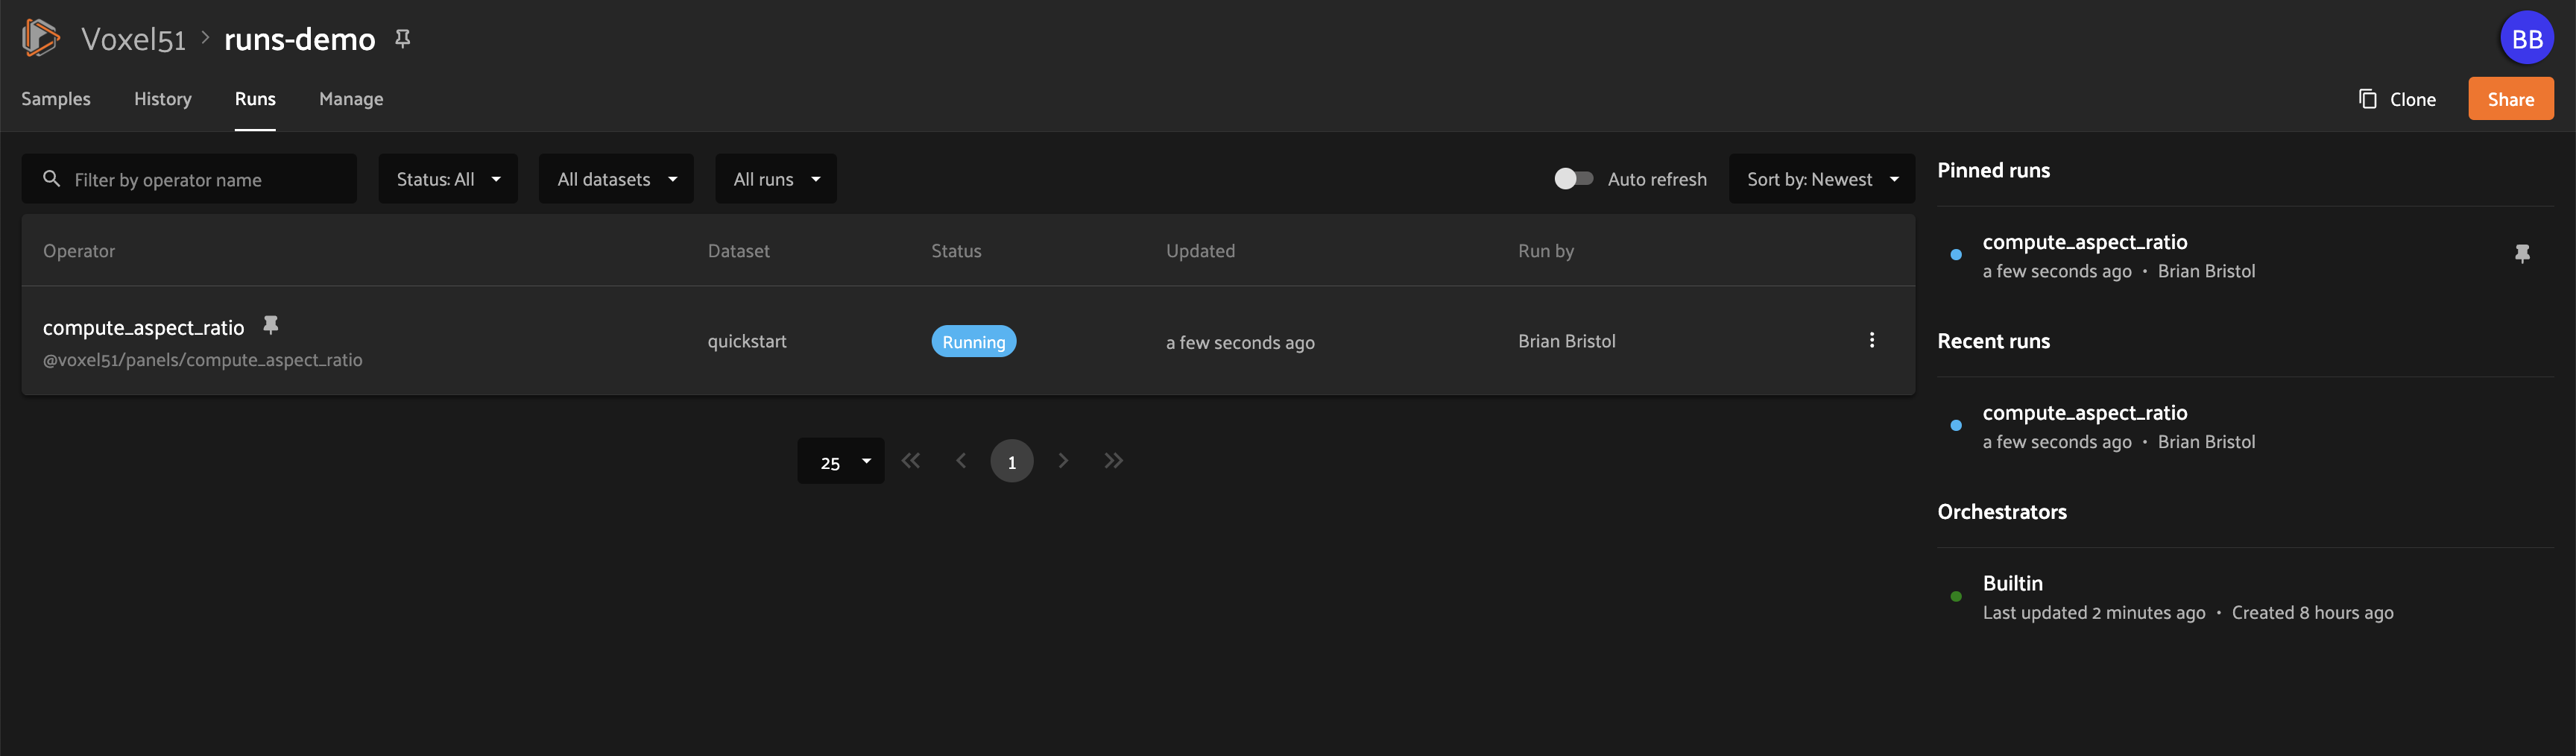 Voxel51 > runs-demo
BB
Samples History Runs Manage
Clone Share
Filter by operator name Status: All All datasets All runs Auto refresh Sort by: Newest
Operator Dataset Status Updated Run by
compute_aspect_ratio
@voxel51/panels/compute_aspect_ratio
quickstart Running a few seconds ago Brian Bristol
25 1
Pinned runs
compute_aspect_ratio
a few seconds ago • Brian Bristol
Recent runs
compute_aspect_ratio
a few seconds ago • Brian Bristol
Orchestrators
Builtin
Last updated 2 minutes ago • Created 8 hours ago